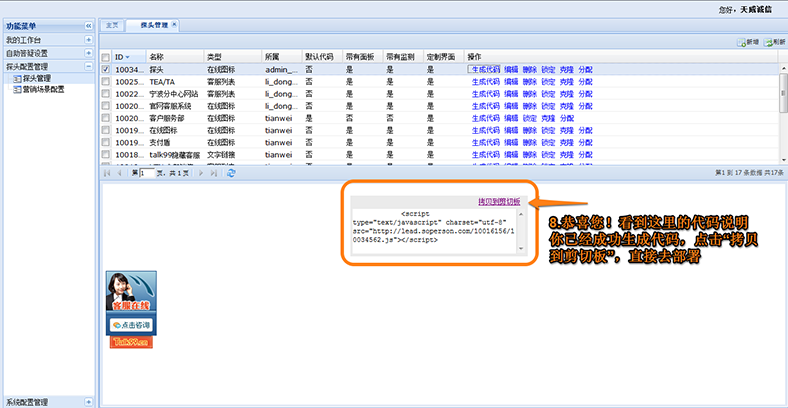 您好，天威诚信
功能菜单
主页 探头管理
我的工作台
自助答疑设置
探头配置管理
探头管理
营销场景配置
系统配置管理
新增 刷新
ID 名称 类型 所属 默认代码 带有面板 带有监测 定制界面 操作
10034... 探头 在线图标 admin_... 否 是 是 是 生成代码 编辑 删除 锁定 克隆 分配
10025... TEA/TA 客服列表 li_dong... 否 是 是 是 生成代码 编辑 删除 锁定 克隆 分配
10022... 宁波分中心网站 客服列表 li_dong... 否 是 是 是 生成代码 编辑 删除 锁定 克隆 分配
10020... 官网客服系统 客服列表 li_dong... 否 是 是 是 生成代码 编辑 删除 锁定 克隆 分配
10020... 客户服务部 客服列表 tianwei 是 否 否 是 生成代码 编辑 锁定 克隆 分配
10019... 在线图标 在线图标 tianwei 否 是 是 是 生成代码 编辑 删除 锁定 克隆 分配
10019... 支付盾 在线图标 tianwei 否 是 是 是 生成代码 编辑 删除 锁定 克隆 分配
10018... talk99隐藏客服 文字链接 tianwei 否 是 是 是 生成代码 编辑 删除 锁定 克隆 分配
第 1 页，共 1 页 第1 到 17 条数据 共17条
拷贝到剪切板
<script
type="text/javascript" charset="utf-8"
src="http://lead.soperson.com/10016156/1
0034562.js"></script>
8.恭喜您！看到这里的代码说明
你已经成功生成代码，点击“拷贝
到剪切板”，直接去部署
客服在线
点击咨询
Talk99.cn